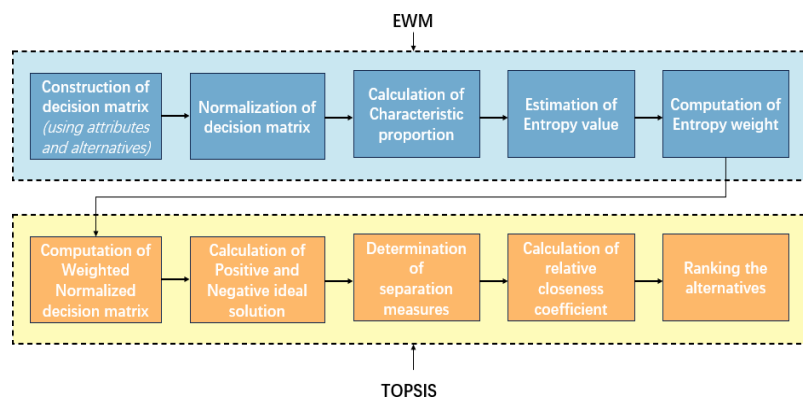 EWM
Construction of
decision matrix
(using attributes
and alternatives)
Normalization of
decision matrix
Calculation of
Characteristic
proportion
Estimation of
Entropy value
Computation of
Entropy weight
Computation of
Weighted
Normalized
decision matrix
Calculation of
Positive and
Negative ideal
solution
Determination
of
separation
measures
Calculation of
relative
closeness
coefficient
Ranking the
alternatives
TOPSIS